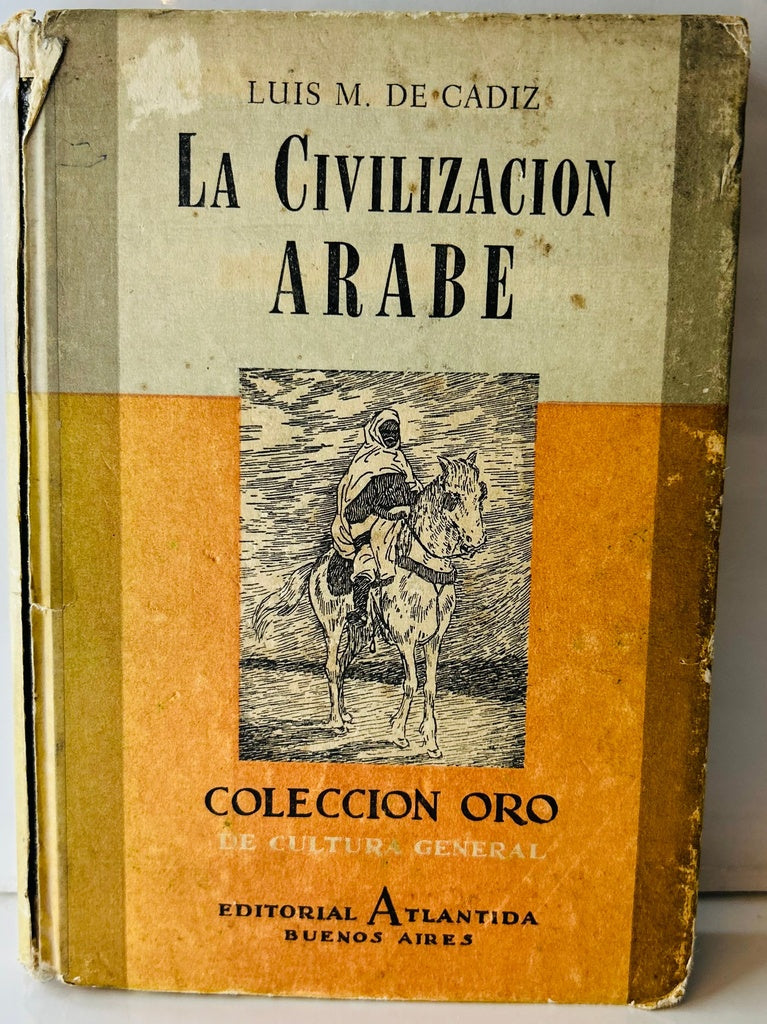 LUIS M. DE CADIZ
LA CIVILIZACION
ARABE
COLECCION ORO
DE CULTURA GENERAL
EDITORIAL ATLANTIDA
BUENOS AIRES